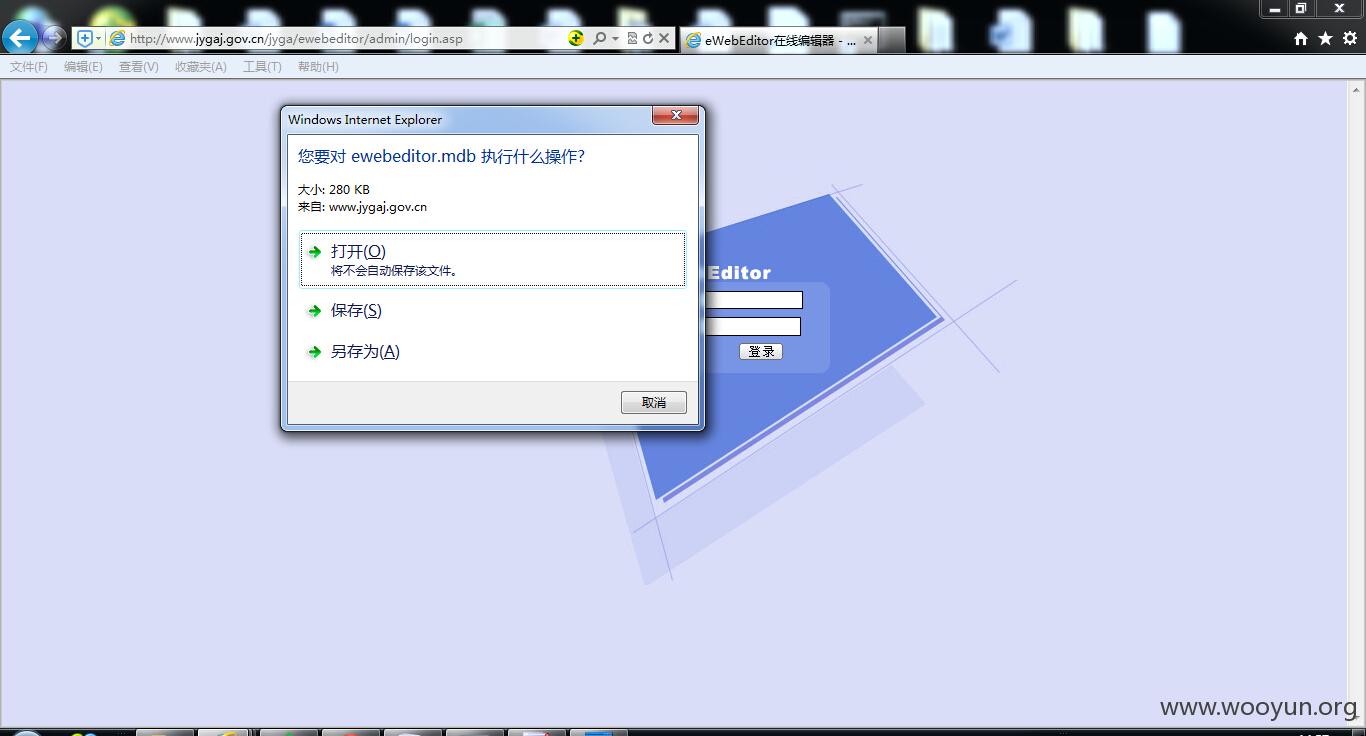 http://www.jygaj.gov.cn/jyga/ewebeditor/admin/login.asp
eWebEditor在线编辑器 - ...
文件(F) 编辑(E) 查看(V) 收藏夹(A) 工具(T) 帮助(H)
Windows Internet Explorer
您要对 ewebeditor.mdb 执行什么操作?
大小: 280 KB
来自: www.jygaj.gov.cn
打开(O)
将不会自动保存该文件。
保存(S)
另存为(A)
取消
Editor
登录
www.wooyun.org